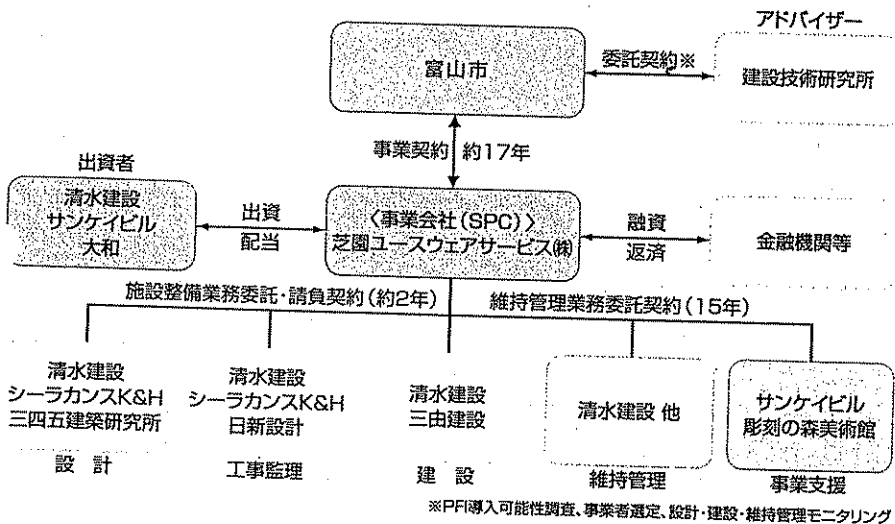 アドバイザー
富山市
委託契約※
建設技術研究所
事業契約 約17年
出資者
清水建設
サンケイビル
大和
出資
配当
〈事業会社(SPC)〉
芝園ユースウェアサービス㈱
融資
返済
金融機関等
施設整備業務委託・請負契約(約2年)
維持管理業務委託契約(15年)
清水建設
シーラカンスK&H
三四五建築研究所
設 計
清水建設
シーラカンスK&H
日新設計
工事監理
清水建設
三由建設
建 設
清水建設 他
維持管理
サンケイビル
彫刻の森美術館
事業支援
※PFI導入可能性調査、事業者選定、設計・建設・維持管理モニタリング